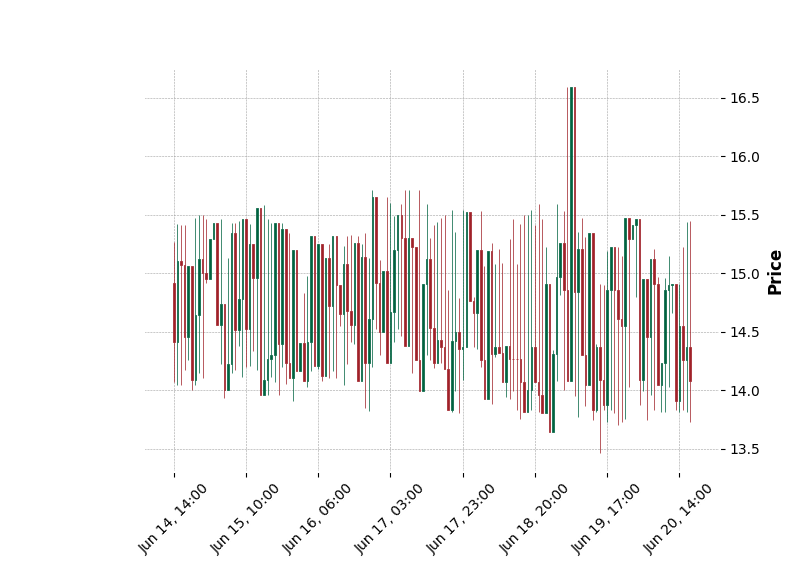 16.5
16.0
15.5
15.0
14.5
14.0
13.5
Price
Jun 14, 14:00
Jun 15, 10:00
Jun 16, 06:00
Jun 17, 03:00
Jun 17, 23:00
Jun 18, 20:00
Jun 19, 17:00
Jun 20, 14:00